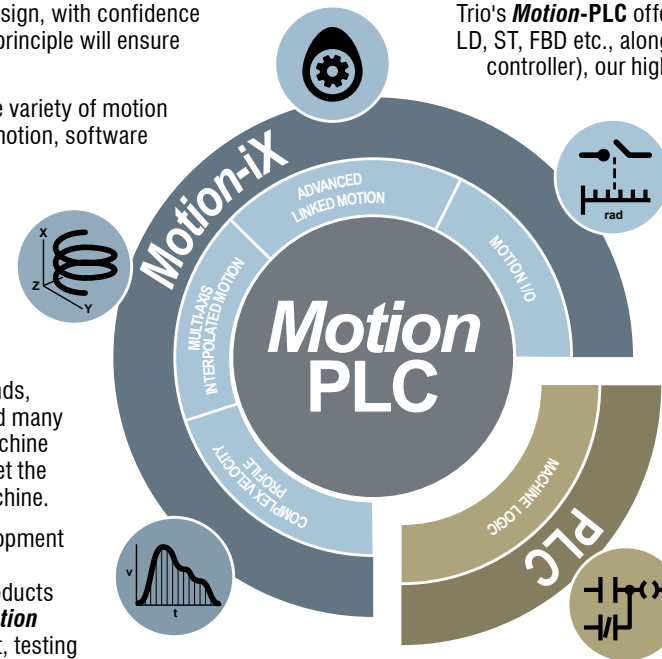 sign, with confidence
principle will ensure
e variety of motion
notion, software
Trio's Motion-PLC offe
LD, ST, FBD etc., along
controller), our high
Motion-iX
ADVANCED
LINKED MOTION
MOTION I/O
rad
X
Z
Y
MULTI-AXIS
INTERPOLATED MOTION
Motion
PLC
COMPLEX VELOCITY
PROFILE
MACHINE LOGIC
PLC
v
t
nds,
d many
chine
et the
chine.
opment
oducts
tion
t, testing